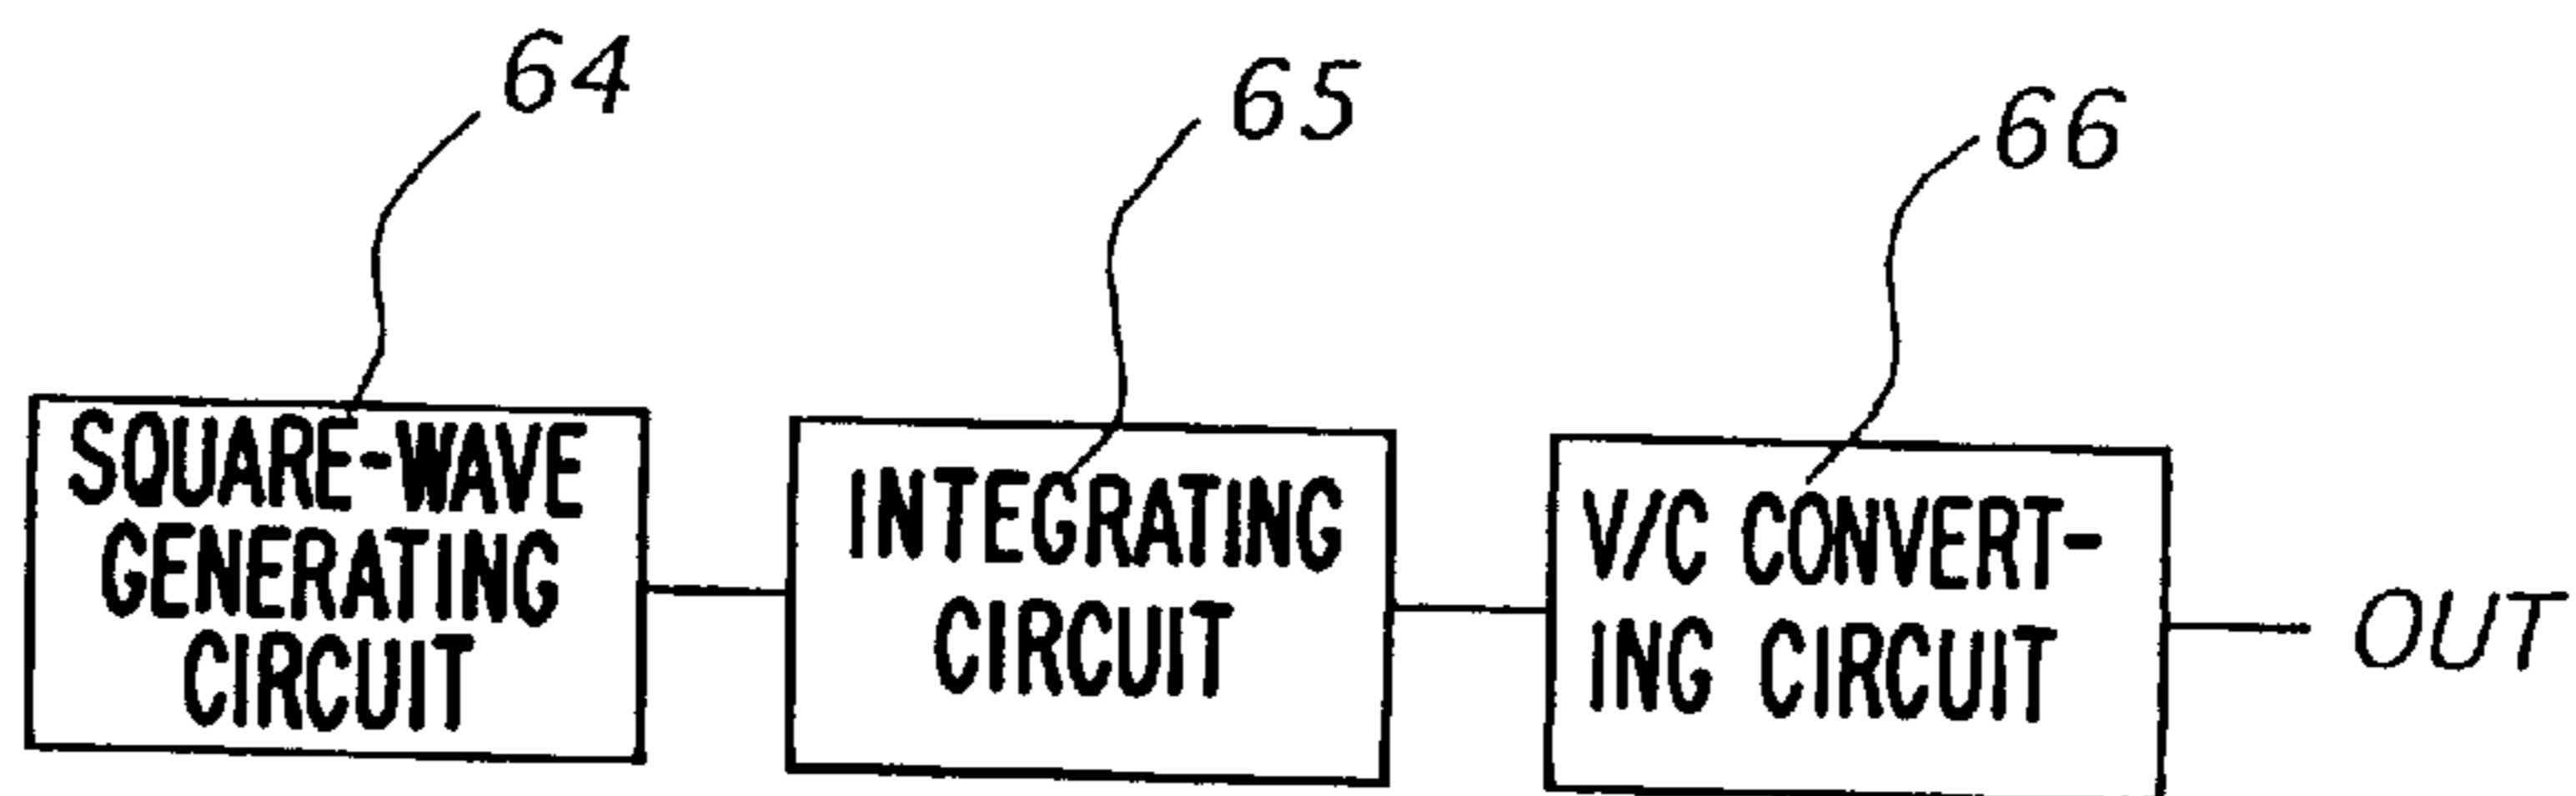 64
65
66
SQUARE-WAVE
GENERATING
CIRCUIT
INTEGRATING
CIRCUIT
V/C CONVERT-
ING CIRCUIT
OUT